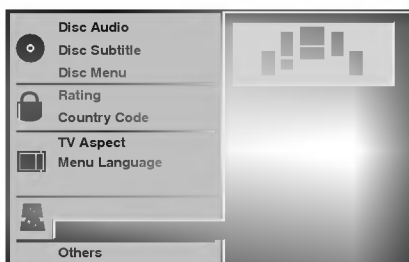 Disc Audio
Disc Subtitle
Disc Menu
Rating
Country Code
TV Aspect
Menu Language
Others